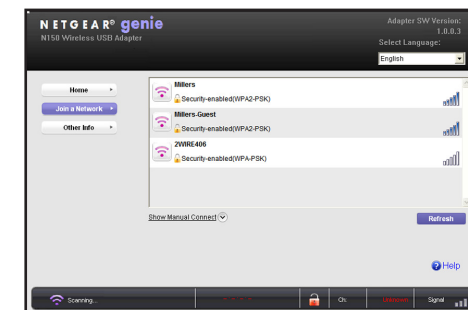 NETGEAR® genie
N150 Wireless USB Adapter
Adapter SW Version:
1.0.0.3
Select Language:
English
Home
Join a Network
Other Info
Millers
Security-enabled(WPA2-PSK)
Millers-Guest
Security-enabled(WPA2-PSK)
2WIRE406
Security-enabled(WPA-PSK)
Show Manual Connect
Refresh
Help
Scanning...
Ch:
Unknown
Signal